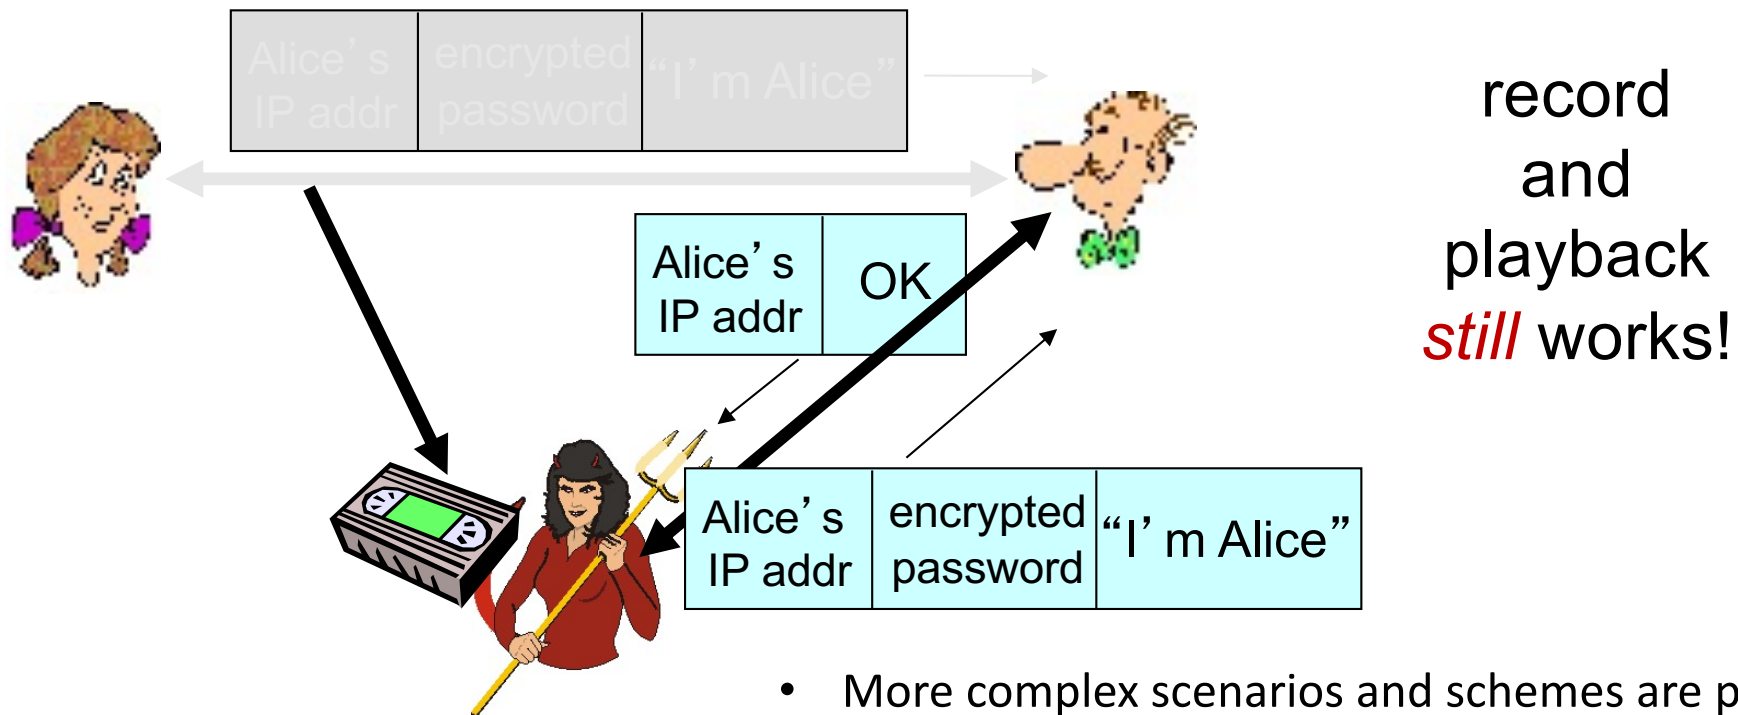 Alice’s
IP addr
encrypted
password
“I’m Alice”
record
and
playback
still works!
Alice’s
IP addr
OK
Alice’s
IP addr
encrypted
password
“I’m Alice”
• More complex scenarios and schemes are p